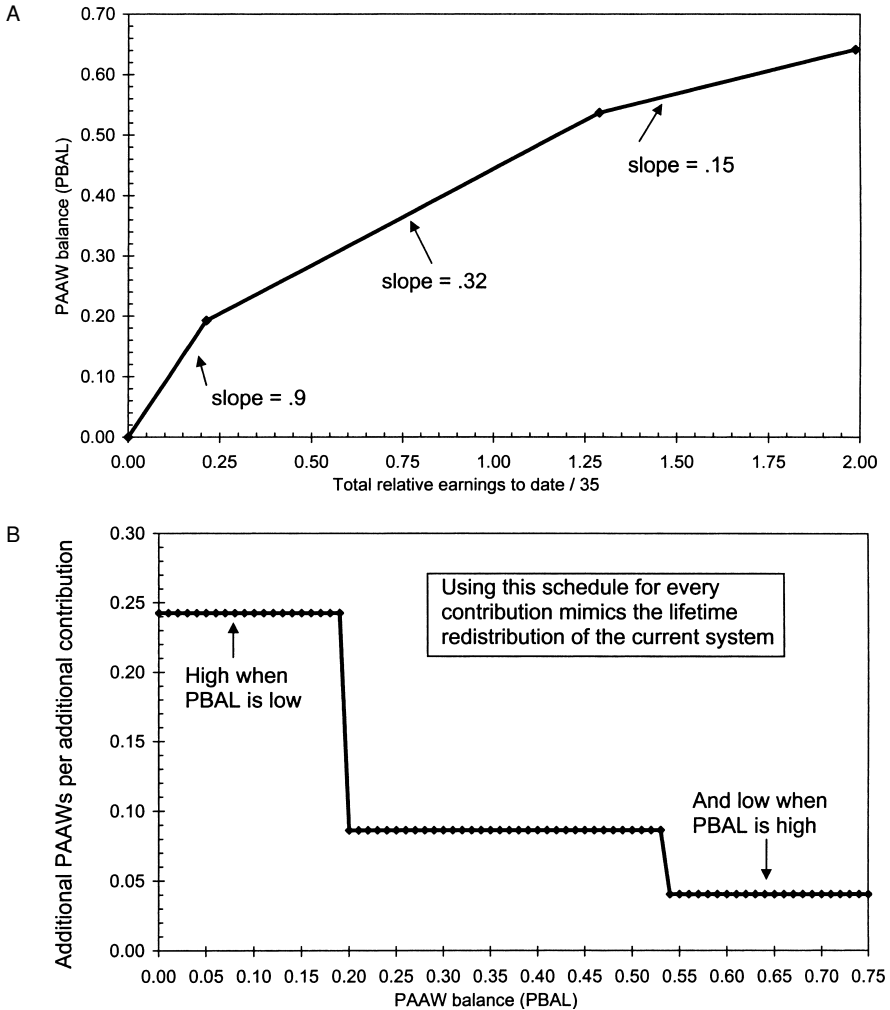 A
0.70
0.60
0.50
0.40
0.30
0.20
0.10
0.00
PAAW balance (PBAL)
slope = .15
slope = .32
slope = .9
0.00 0.25 0.50 0.75 1.00 1.25 1.50 1.75 2.00
Total relative earnings to date / 35
B
0.30
0.25
0.20
0.15
0.10
0.05
0.00
Additional PAAWs per additional contribution
Using this schedule for every
contribution mimics the lifetime
redistribution of the current system
High when
PBAL is low
And low when
PBAL is high
0.00 0.05 0.10 0.15 0.20 0.25 0.30 0.35 0.40 0.45 0.50 0.55 0.60 0.65 0.70 0.75
PAAW balance (PBAL)